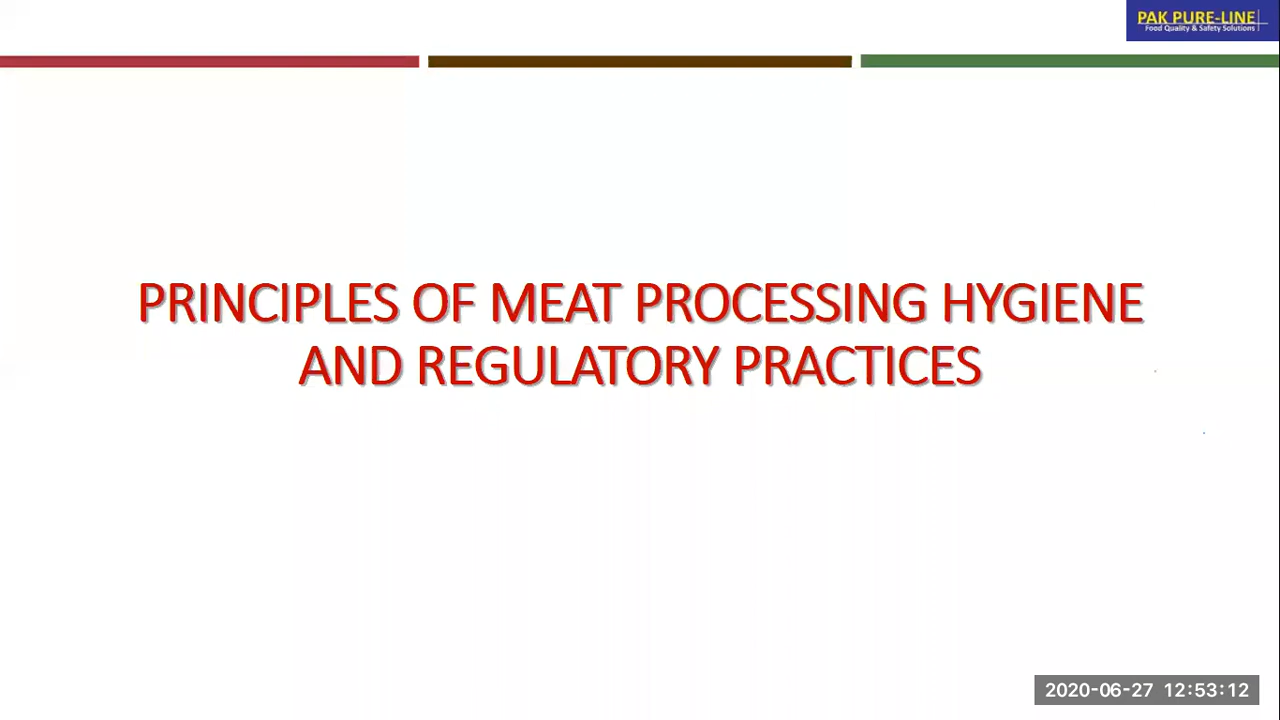 PAK PURE-LINE
Food Quality & Safety Solutions
PRINCIPLES OF MEAT PROCESSING HYGIENE
AND REGULATORY PRACTICES
2020-06-27 12:53:12